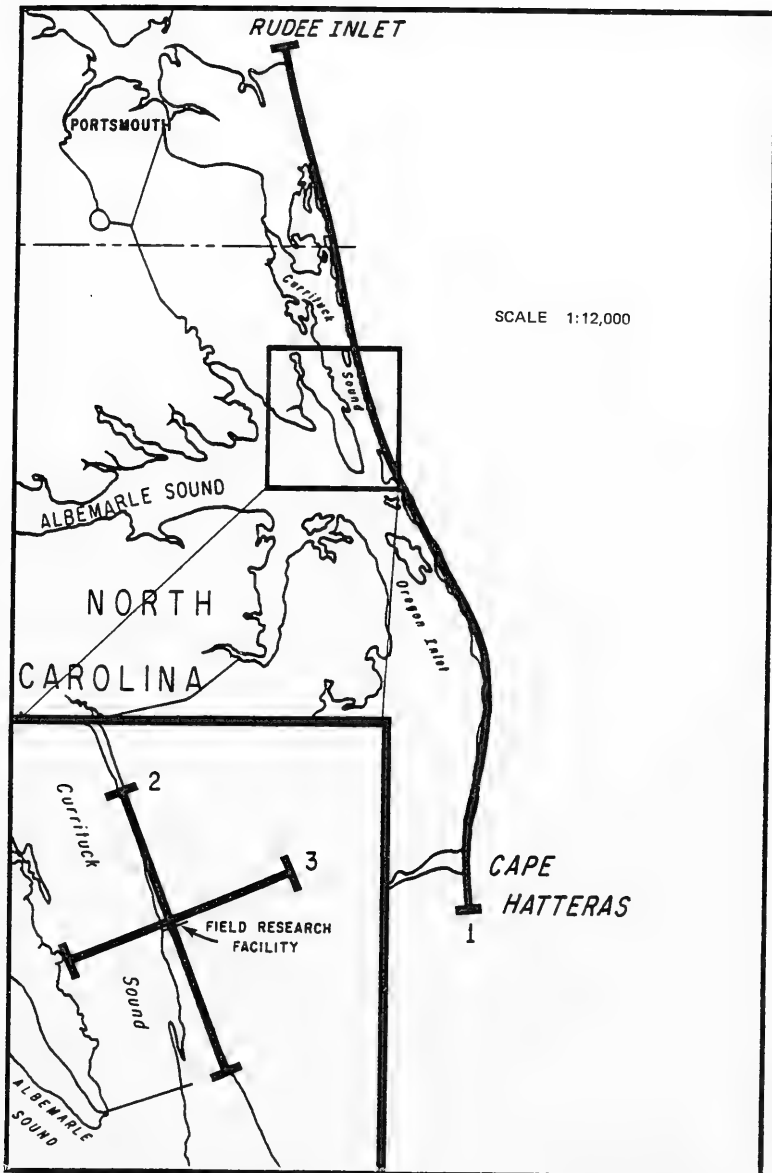 RUDEE INLET
PORTSMOUTH
Currituck
Sound
SCALE 1:12,000
ALBEMARLE SOUND
NORTH
CAROLINA
Oregon Inlet
CAPE
HATTERAS
1
2
3
Currituck
Sound
FIELD RESEARCH
FACILITY
ALBEMARLE
SOUND